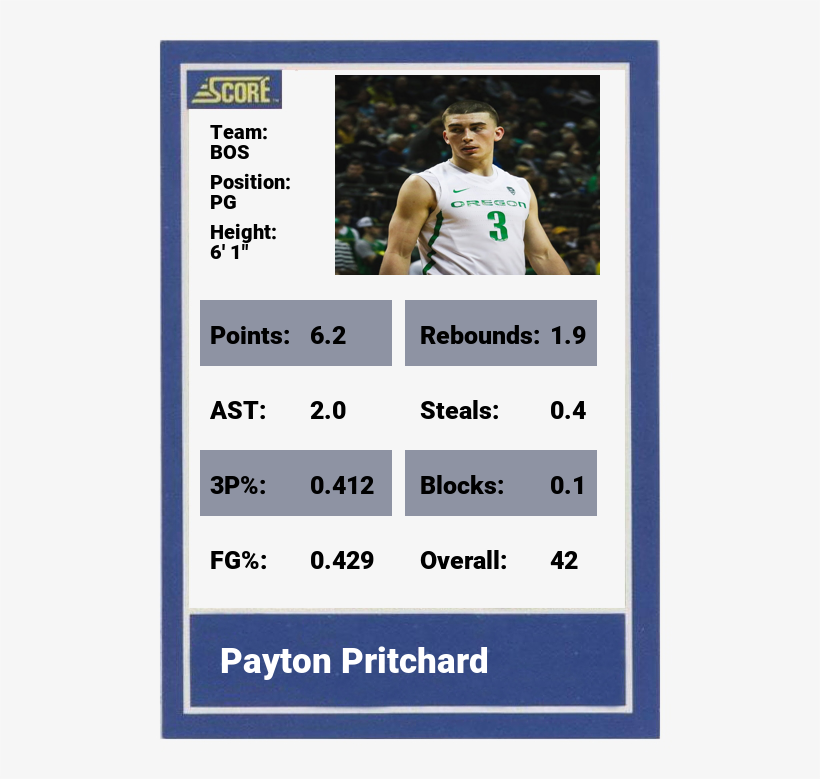 SCORE™
Team:
BOS
Position:
PG
Height:
6' 1"
OREGON
3
Points: 6.2 Rebounds: 1.9
AST: 2.0 Steals: 0.4
3P%: 0.412 Blocks: 0.1
FG%: 0.429 Overall: 42
Payton Pritchard